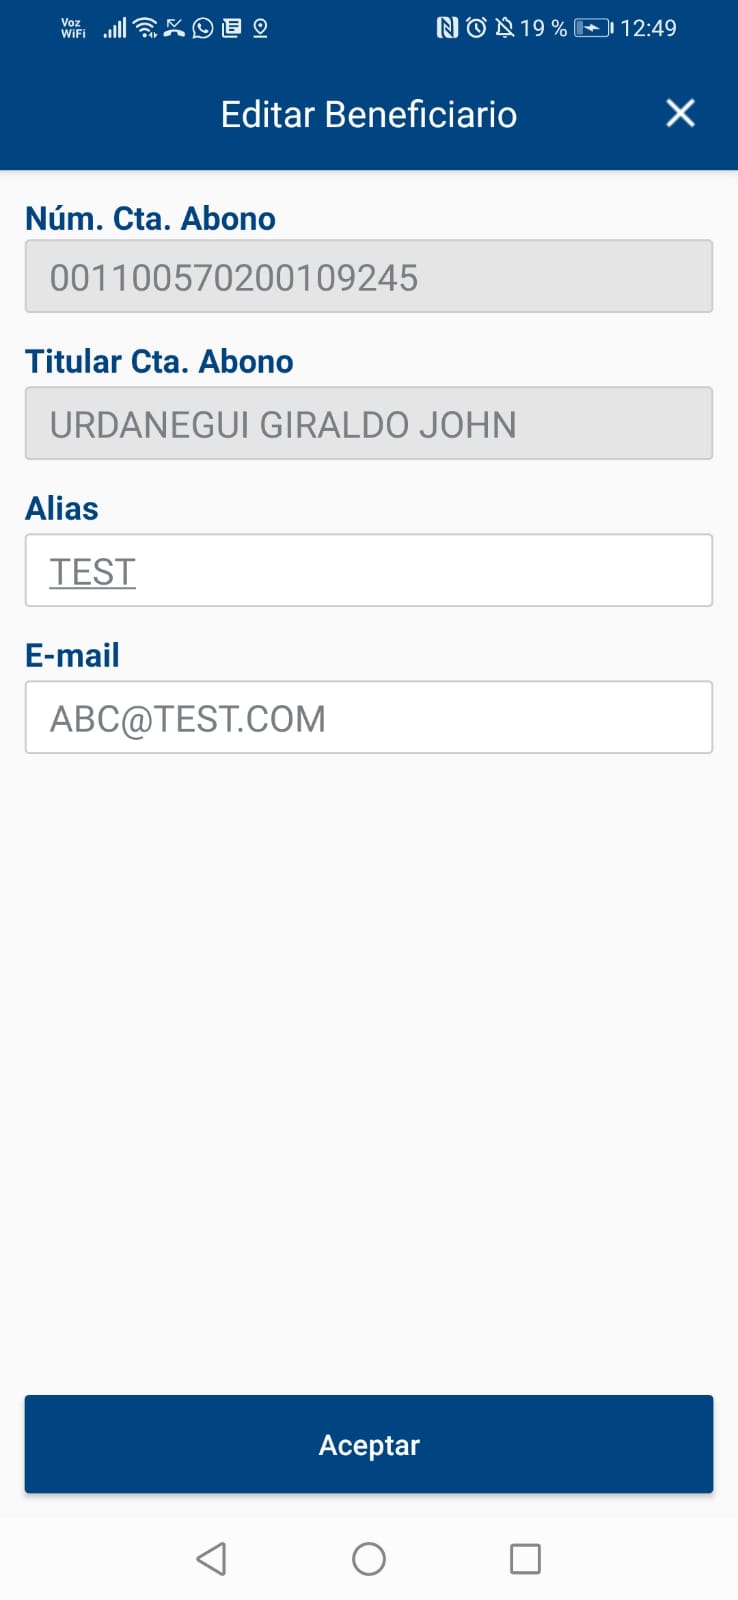 Voz
WiFi
19 %
12:49
Editar Beneficiario
Núm. Cta. Abono
001100570200109245
Titular Cta. Abono
URDANEGUI GIRALDO JOHN
Alias
TEST
E-mail
ABC@TEST.COM
Aceptar